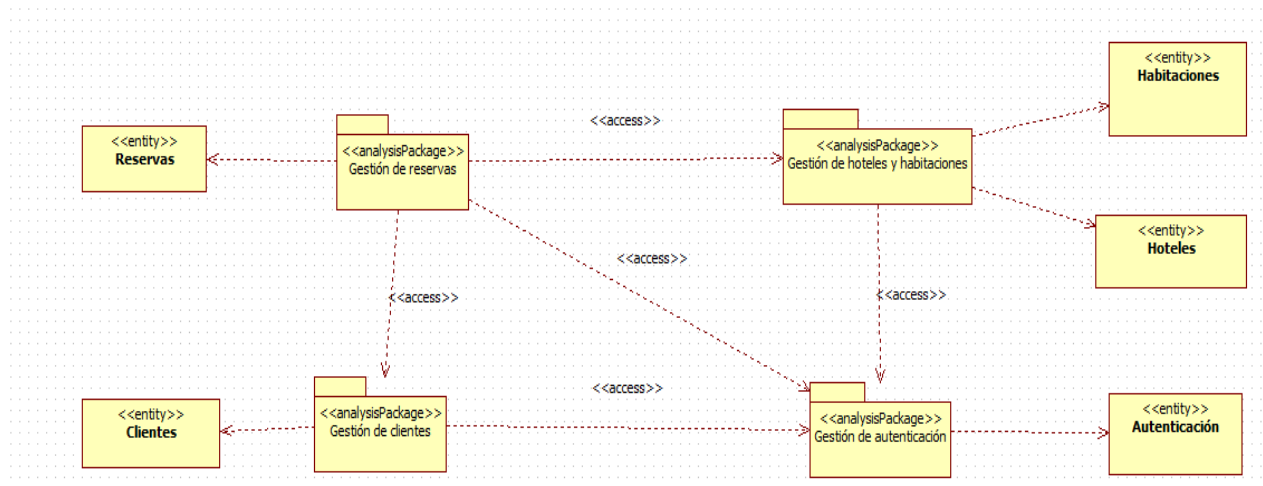 <<entity>>
Habitaciones
<<access>>
<<entity>>
Reservas
<<analysisPackage>>
Gestión de reservas
<<analysisPackage>>
Gestión de hoteles y habitaciones
<<entity>>
Hoteles
<<access>>
<<access>>
<<access>>
<<access>>
<<entity>>
Clientes
<<analysisPackage>>
Gestión de clientes
<<analysisPackage>>
Gestión de autenticación
<<entity>>
Autenticación